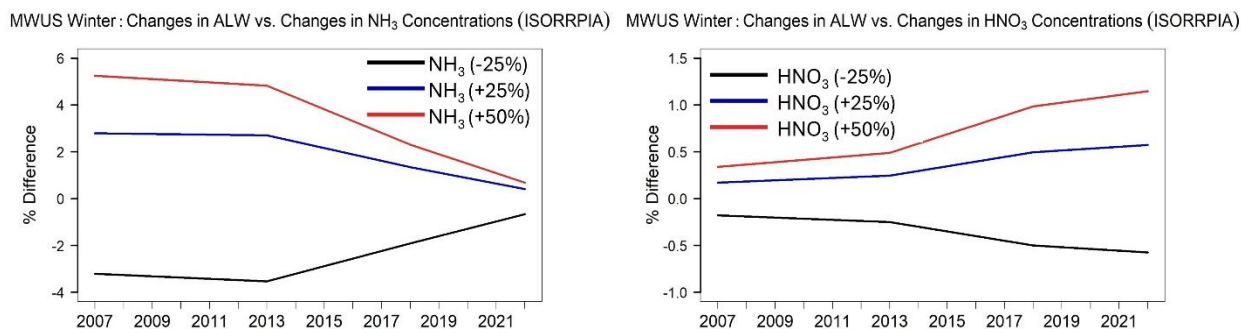 MWUS Winter : Changes in ALW vs. Changes in NH₃ Concentrations (ISORRPIA)
6
4
2
0
-2
-4
% Difference
NH₃ (-25%)
NH₃ (+25%)
NH₃ (+50%)
2007 2009 2011 2013 2015 2017 2019 2021
MWUS Winter : Changes in ALW vs. Changes in HNO₃ Concentrations (ISORRPIA)
1.5
1.0
0.5
0.0
-0.5
-1.0
% Difference
HNO₃ (-25%)
HNO₃ (+25%)
HNO₃ (+50%)
2007 2009 2011 2013 2015 2017 2019 2021